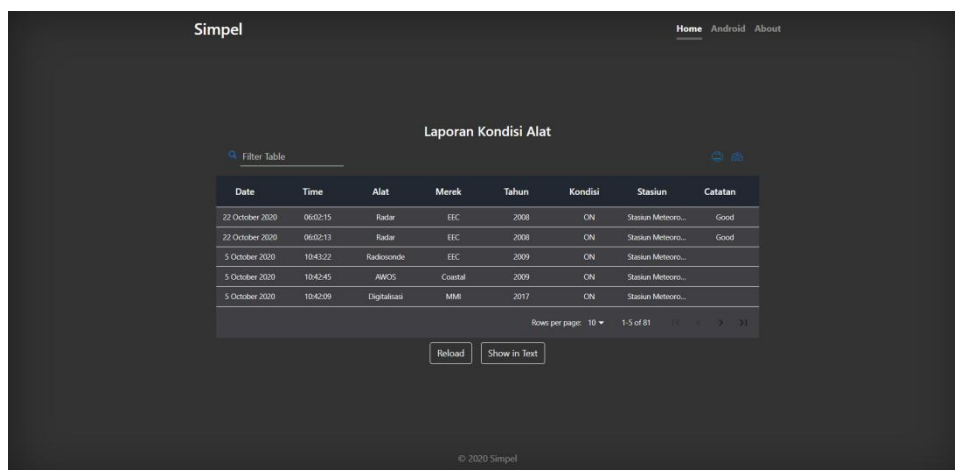 Simpel
Home Android About
Laporan Kondisi Alat
Filter Table
Date Time Alat Merek Tahun Kondisi Stasiun Catatan
22 October 2020 06:02:15 Radar EEC 2008 ON Stasiun Meteoro... Good
22 October 2020 06:02:13 Radar EEC 2008 ON Stasiun Meteoro... Good
5 October 2020 10:43:22 Radiosonde EEC 2009 ON Stasiun Meteoro...
5 October 2020 10:42:45 AWOS Coastal 2009 ON Stasiun Meteoro...
5 October 2020 10:42:09 Digitalisasi MMI 2017 ON Stasiun Meteoro...
Rows per page: 10 1-5 of 81
Reload Show in Text
© 2020 Simpel